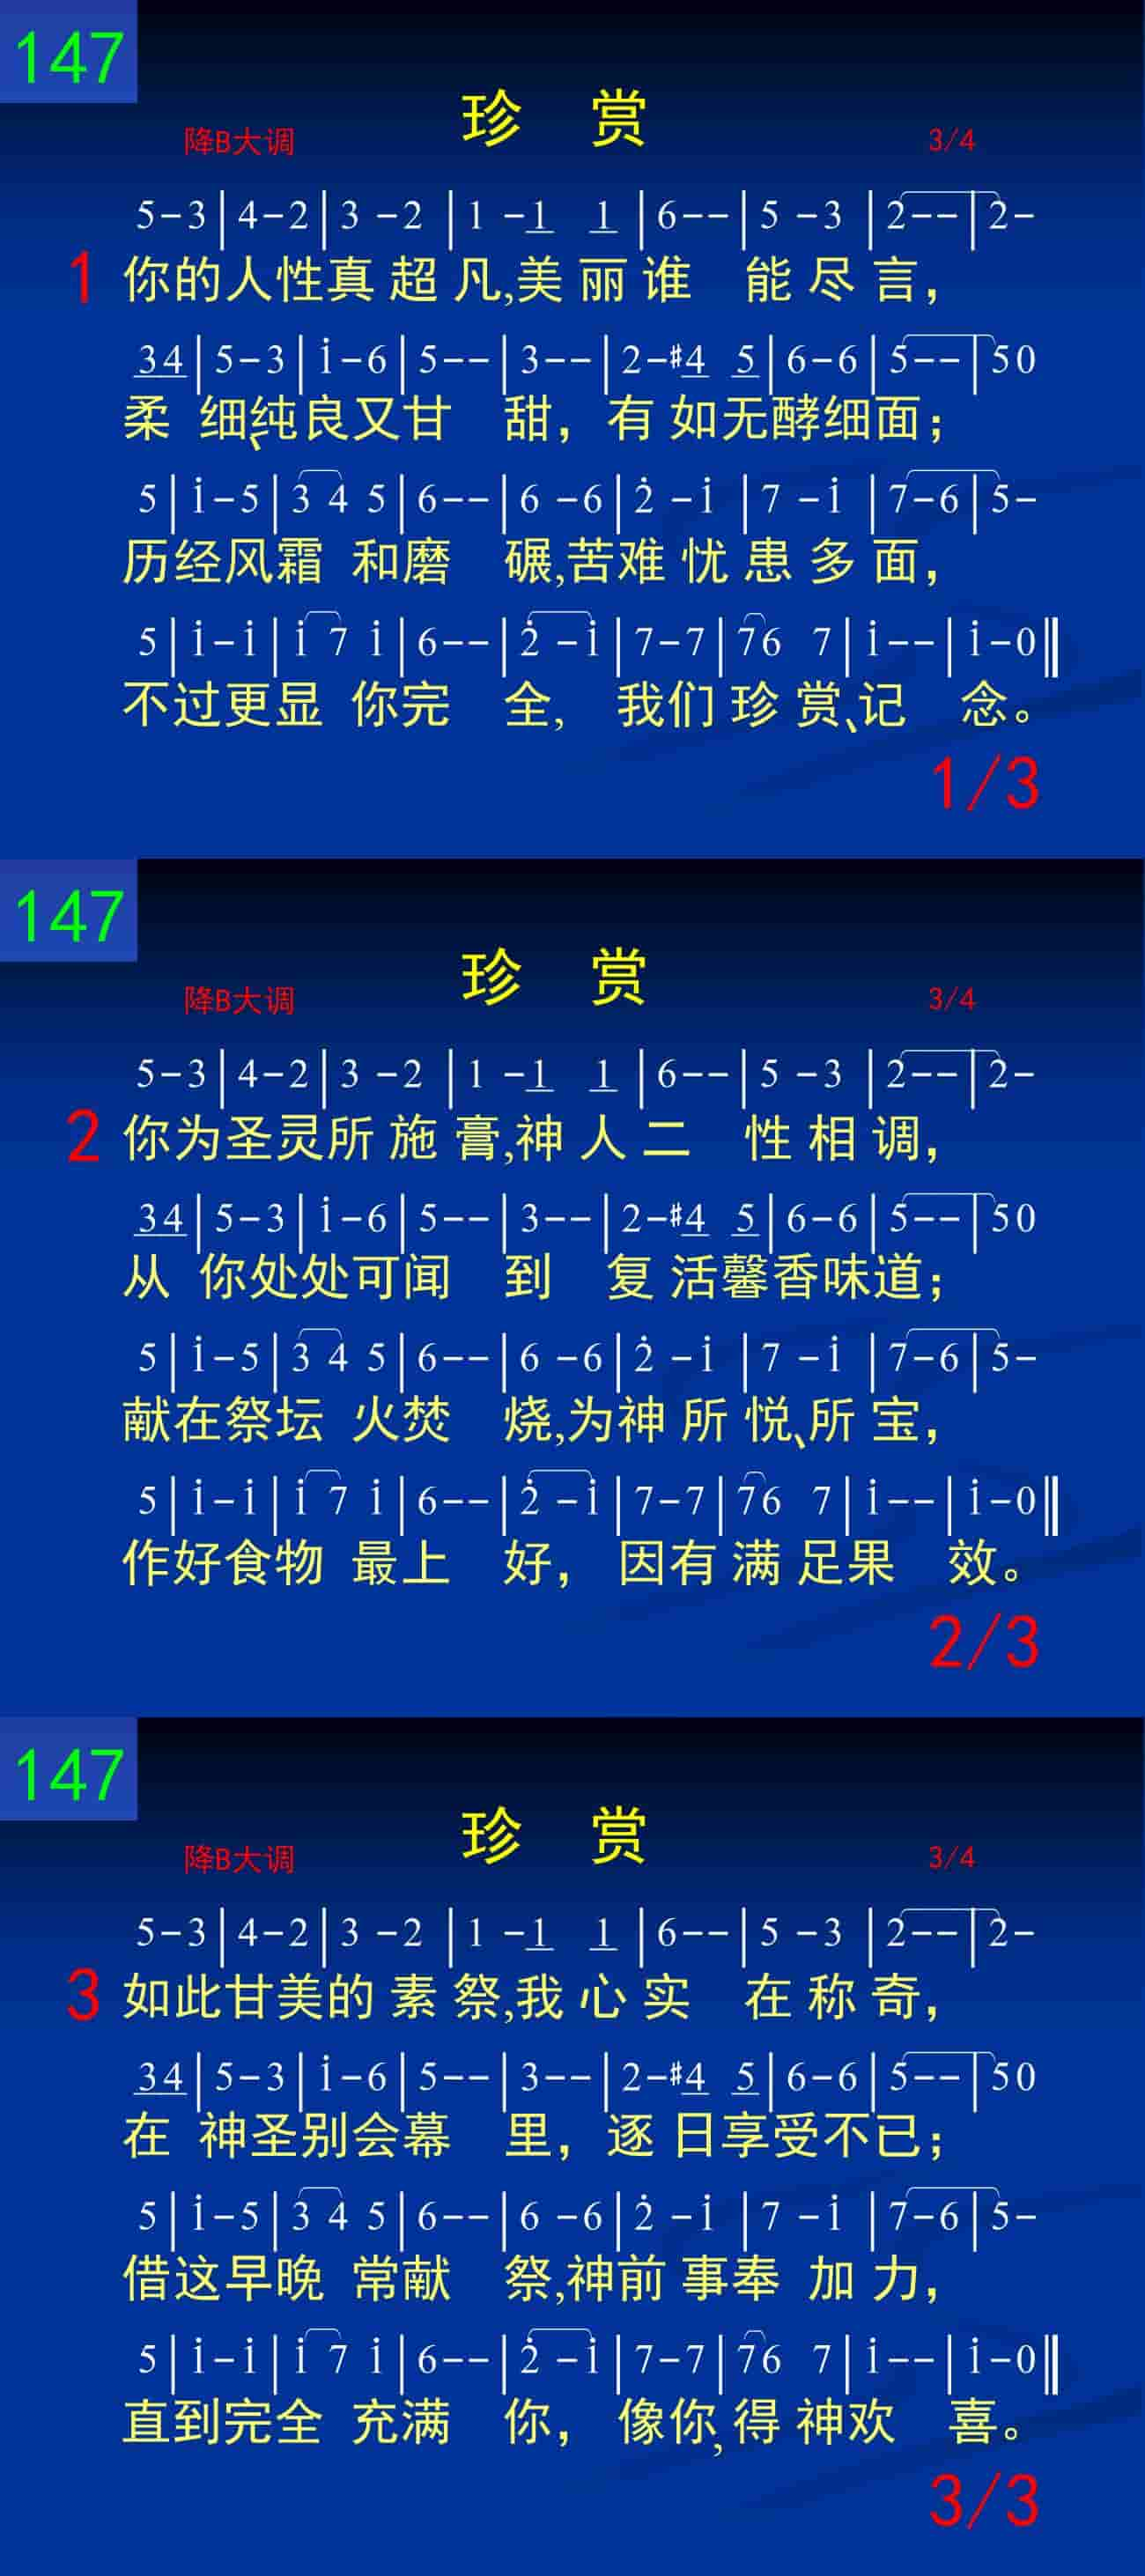 147
珍 赏
降B大调 3/4
5-3|4-2|3 -2 |1 -1 1 |6--|5 -3 |2--|2-
1 你的人性真 超 凡,美 丽 谁 能 尽 言，
34|5-3|i-6|5--|3--|2-#4 5|6-6|5--|50
柔 细、纯良又甘 甜，有 如无酵细面；
5|i-5|3 4 5|6--|6 -6|2̇ -i |7 -i |7-6|5-
历经风霜 和磨 碾,苦难 忧 患 多 面，
5|i-i|i 7 i|6--|2̇ -i|7-7|76 7|i--|i-0‖
不过更显 你完 全， 我们 珍 赏、记 念。
1/3
147
珍 赏
降B大调 3/4
5-3|4-2|3 -2 |1 -1 1 |6--|5 -3 |2--|2-
2 你为圣灵所 施 膏,神 人 二 性 相 调，
34|5-3|i-6|5--|3--|2-#4 5|6-6|5--|50
从 你处处可闻 到 复 活馨香味道；
5|i-5|3 4 5|6--|6 -6|2̇ -i |7 -i |7-6|5-
献在祭坛 火焚 烧,为神 所 悦、所 宝，
5|i-i|i 7 i|6--|2̇ -i|7-7|76 7|i--|i-0‖
作好食物 最上 好， 因有 满 足果 效。
2/3
147
珍 赏
降B大调 3/4
5-3|4-2|3 -2 |1 -1 1 |6--|5 -3 |2--|2-
3 如此甘美的 素 祭,我 心 实 在 称 奇，
34|5-3|i-6|5--|3--|2-#4 5|6-6|5--|50
在 神圣别会幕 里，逐 日享受不已；
5|i-5|3 4 5|6--|6 -6|2̇ -i |7 -i |7-6|5-
借这早晚 常献 祭,神前 事奉 加 力，
5|i-i|i 7 i|6--|2̇ -i|7-7|76 7|i--|i-0‖
直到完全 充满 你， 像你,得 神欢 喜。
3/3